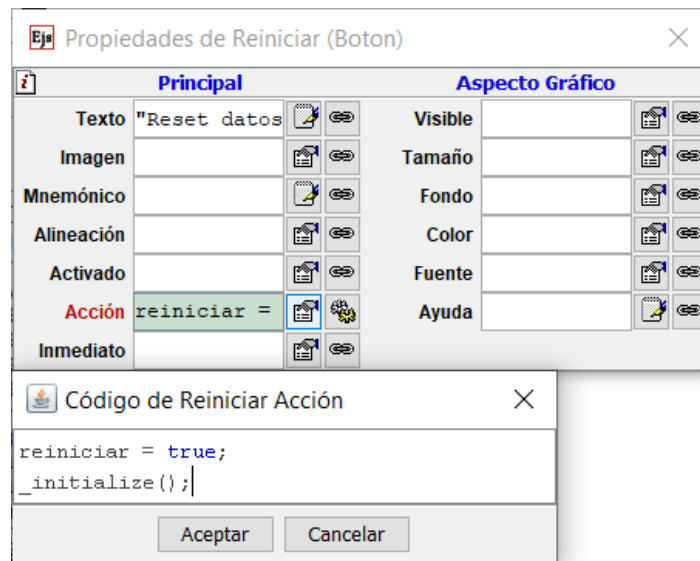 Ejs Propiedades de Reiniciar (Boton)
i Principal Aspecto Gráfico
Texto "Reset datos Visible
Imagen Tamaño
Mnemónico Fondo
Alineación Color
Activado Fuente
Acción reiniciar = Ayuda
Inmediato
Código de Reiniciar Acción
reiniciar = true;
_initialize();
Aceptar Cancelar